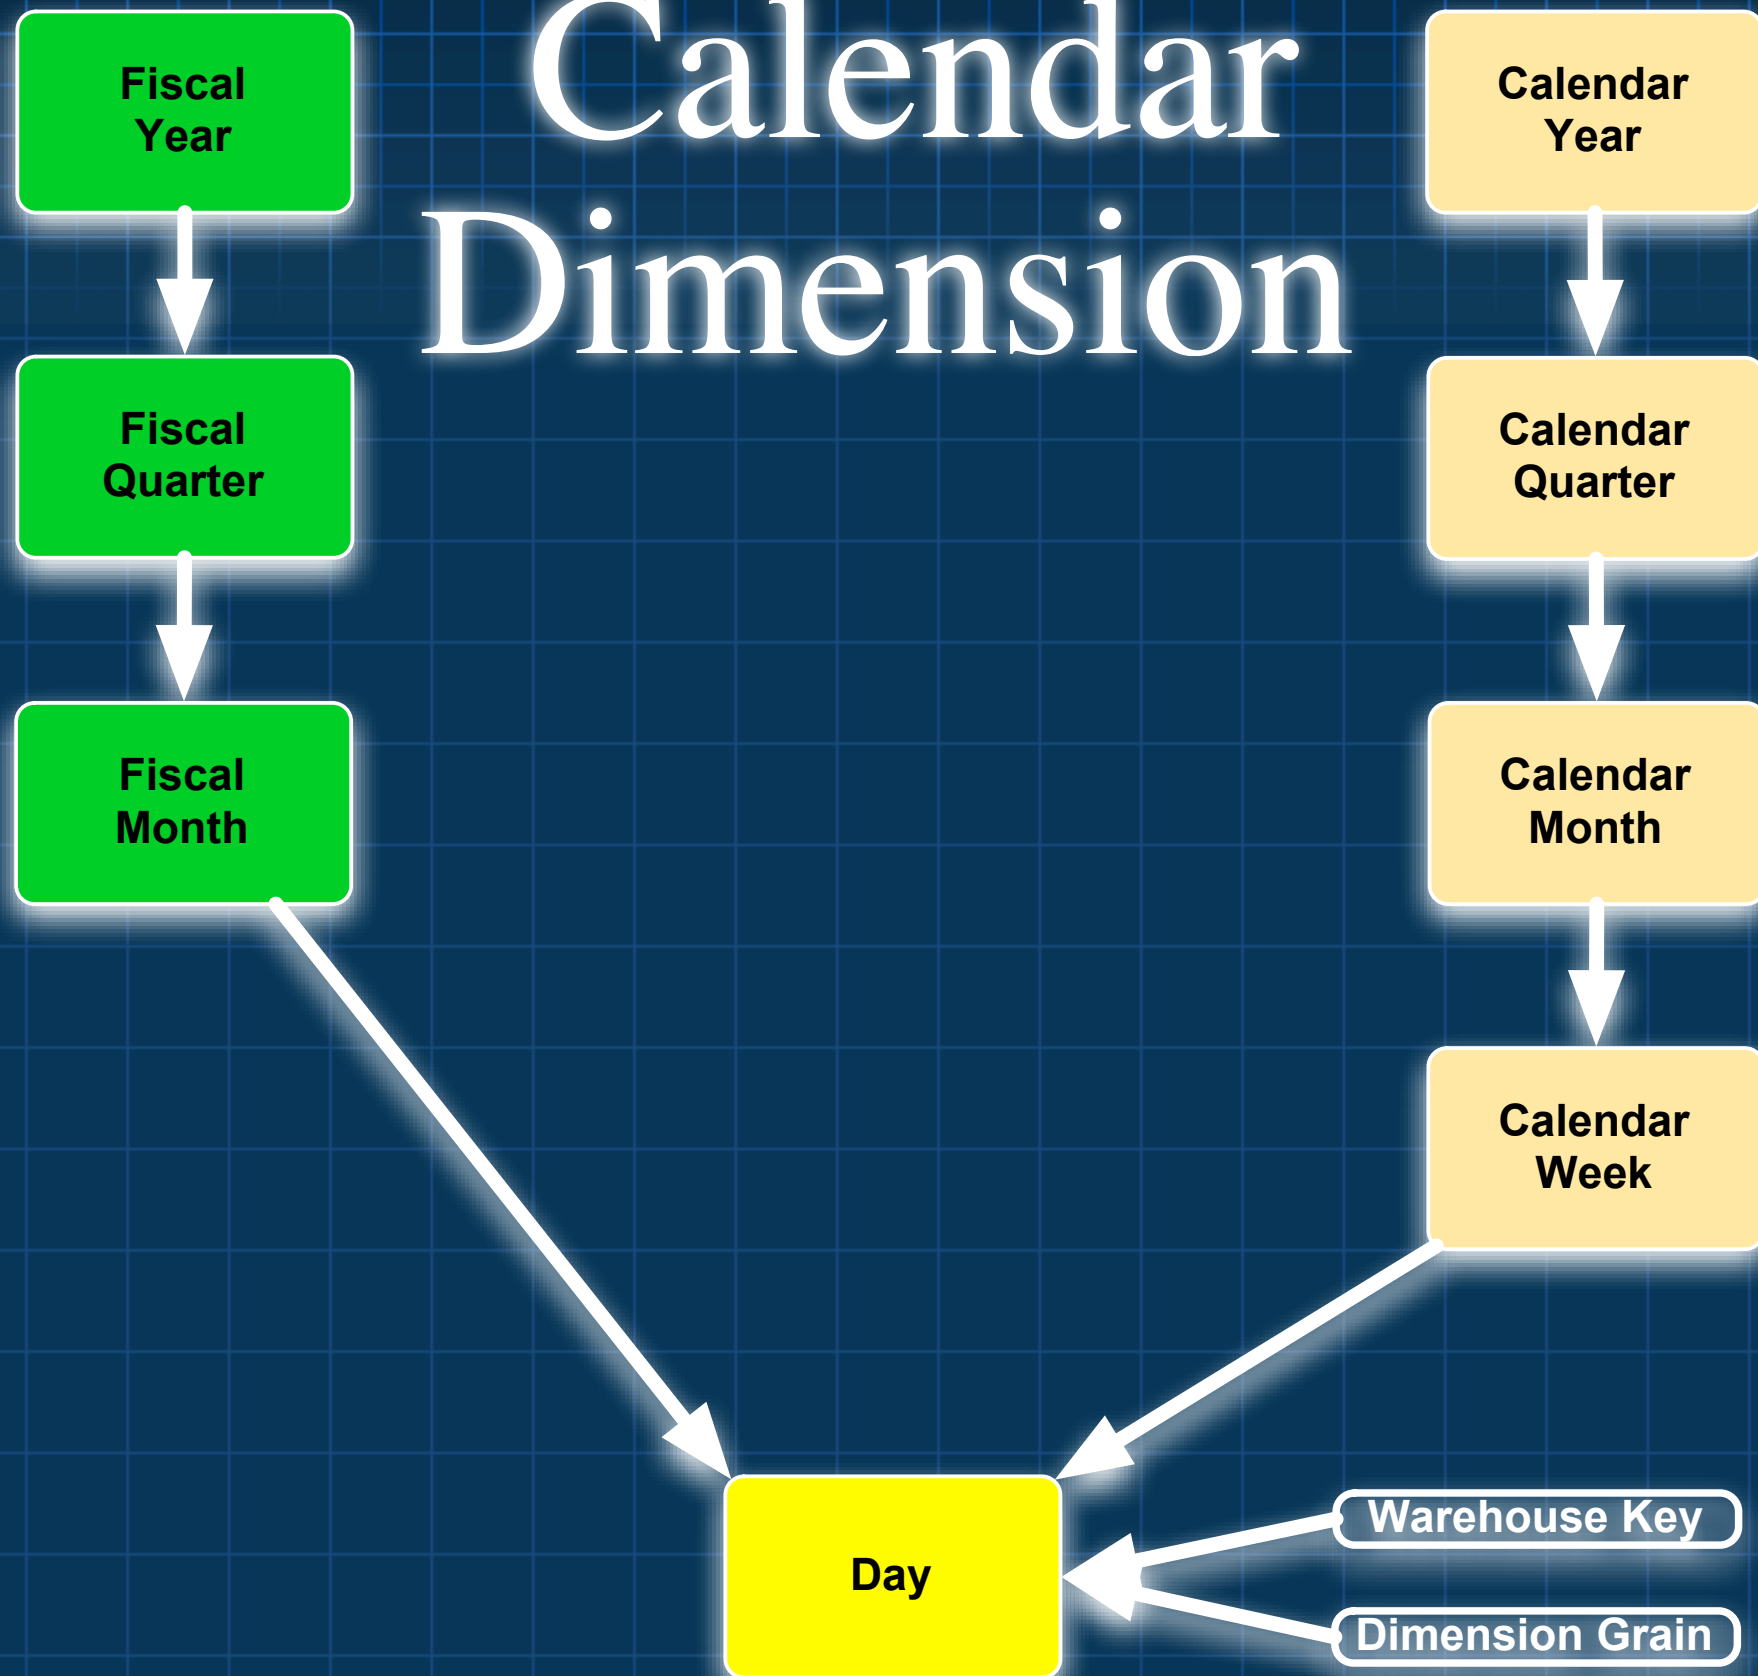 Calendar
Dimension
Fiscal
Year
Fiscal
Quarter
Fiscal
Month
Calendar
Year
Calendar
Quarter
Calendar
Month
Calendar
Week
Day
Warehouse Key
Dimension Grain